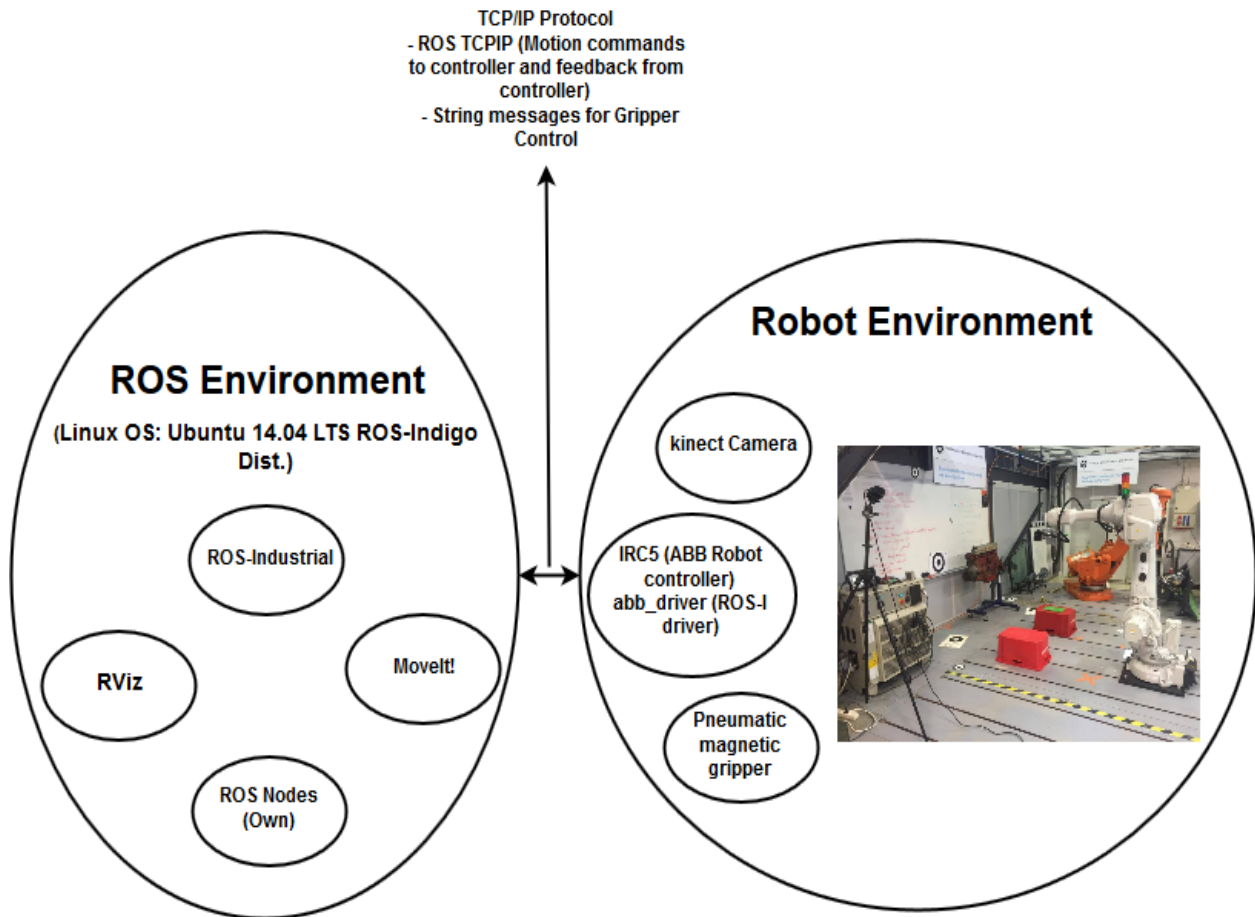 TCP/IP Protocol
- ROS TCPIP (Motion commands
to controller and feedback from
controller)
- String messages for Gripper
Control
ROS Environment
(Linux OS: Ubuntu 14.04 LTS ROS-Indigo
Dist.)
ROS-Industrial
RViz
MoveIt!
ROS Nodes
(Own)
Robot Environment
kinect Camera
IRC5 (ABB Robot
controller)
abb_driver (ROS-I
driver)
Pneumatic
magnetic
gripper